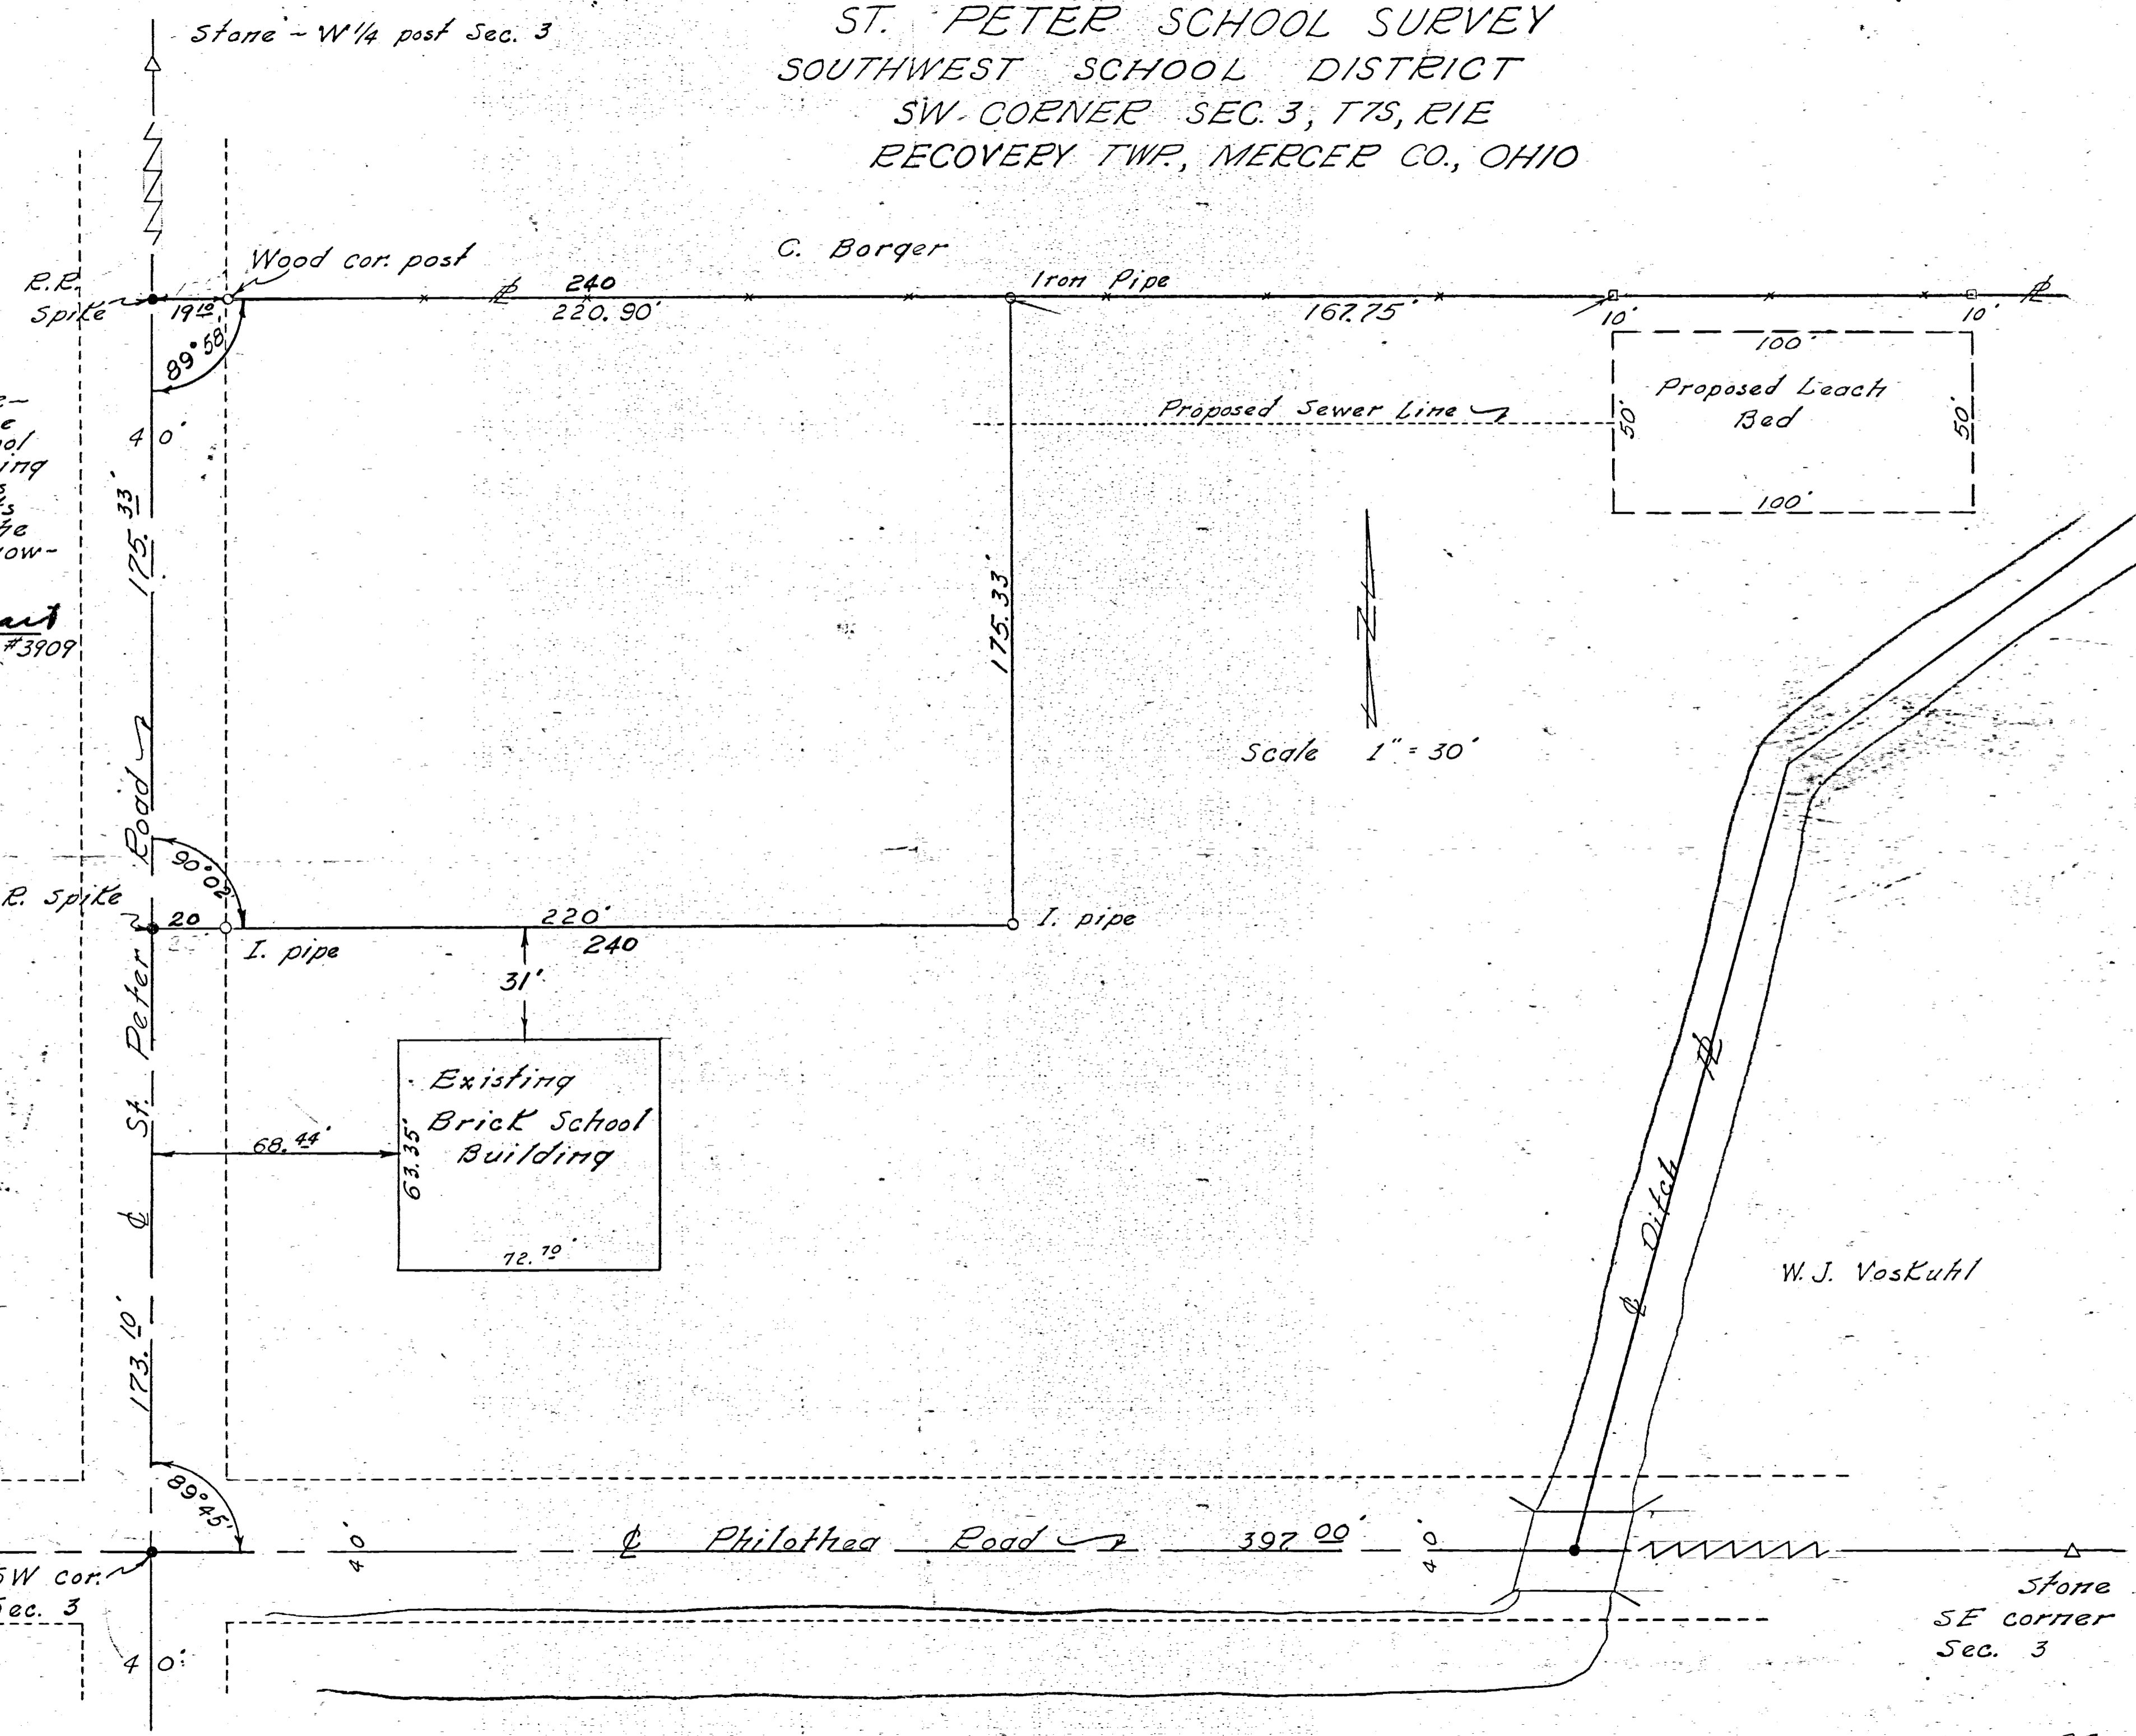 Stone - W 1/4 post Sec. 3
ST. PETER SCHOOL SURVEY
SOUTHWEST SCHOOL DISTRICT
SW. CORNER SEC. 3, T7S, R1E
RECOVERY TWP., MERCER CO., OHIO
R.R.
Spike
Wood cor. post
C. Borger
Iron Pipe
19.10'
240
220.90'
167.75'
10'
10'
89°58'
100'
Proposed Leach
Bed
50'
50'
100'
Proposed Sewer Line
40'
175.33'
175.33'
#3909
Scale 1" = 30'
St. Peter Road
90°02'
R. Spike
20
I. pipe
220'
240
I. pipe
31'
Existing
Brick School
Building
68.44'
63.35'
72.70'
℄
Ditch
℄
W. J. Voskuhl
173.10'
89°45'
40'
℄ Philothea Road
397.00'
40'
SW cor.
Sec. 3
40'
Stone
SE corner
Sec. 3